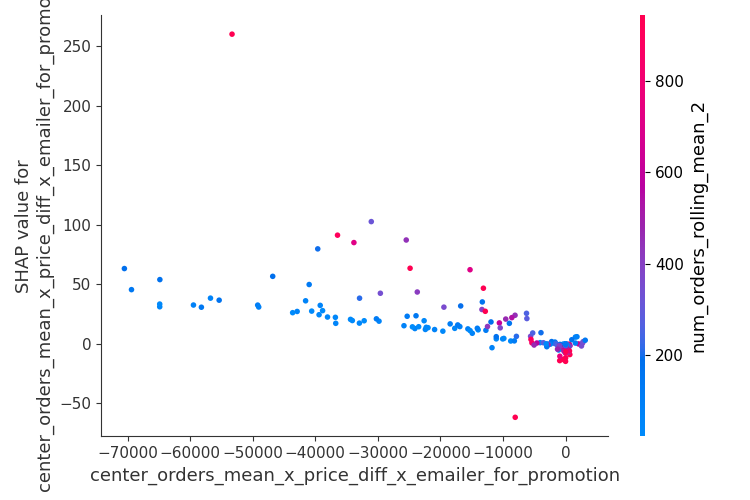 SHAP value for
center_orders_mean_x_price_diff_x_emailer_for_promo
250
200
150
100
50
0
−50
−70000 −60000 −50000 −40000 −30000 −20000 −10000 0
center_orders_mean_x_price_diff_x_emailer_for_promotion
800
600
400
200
num_orders_rolling_mean_2